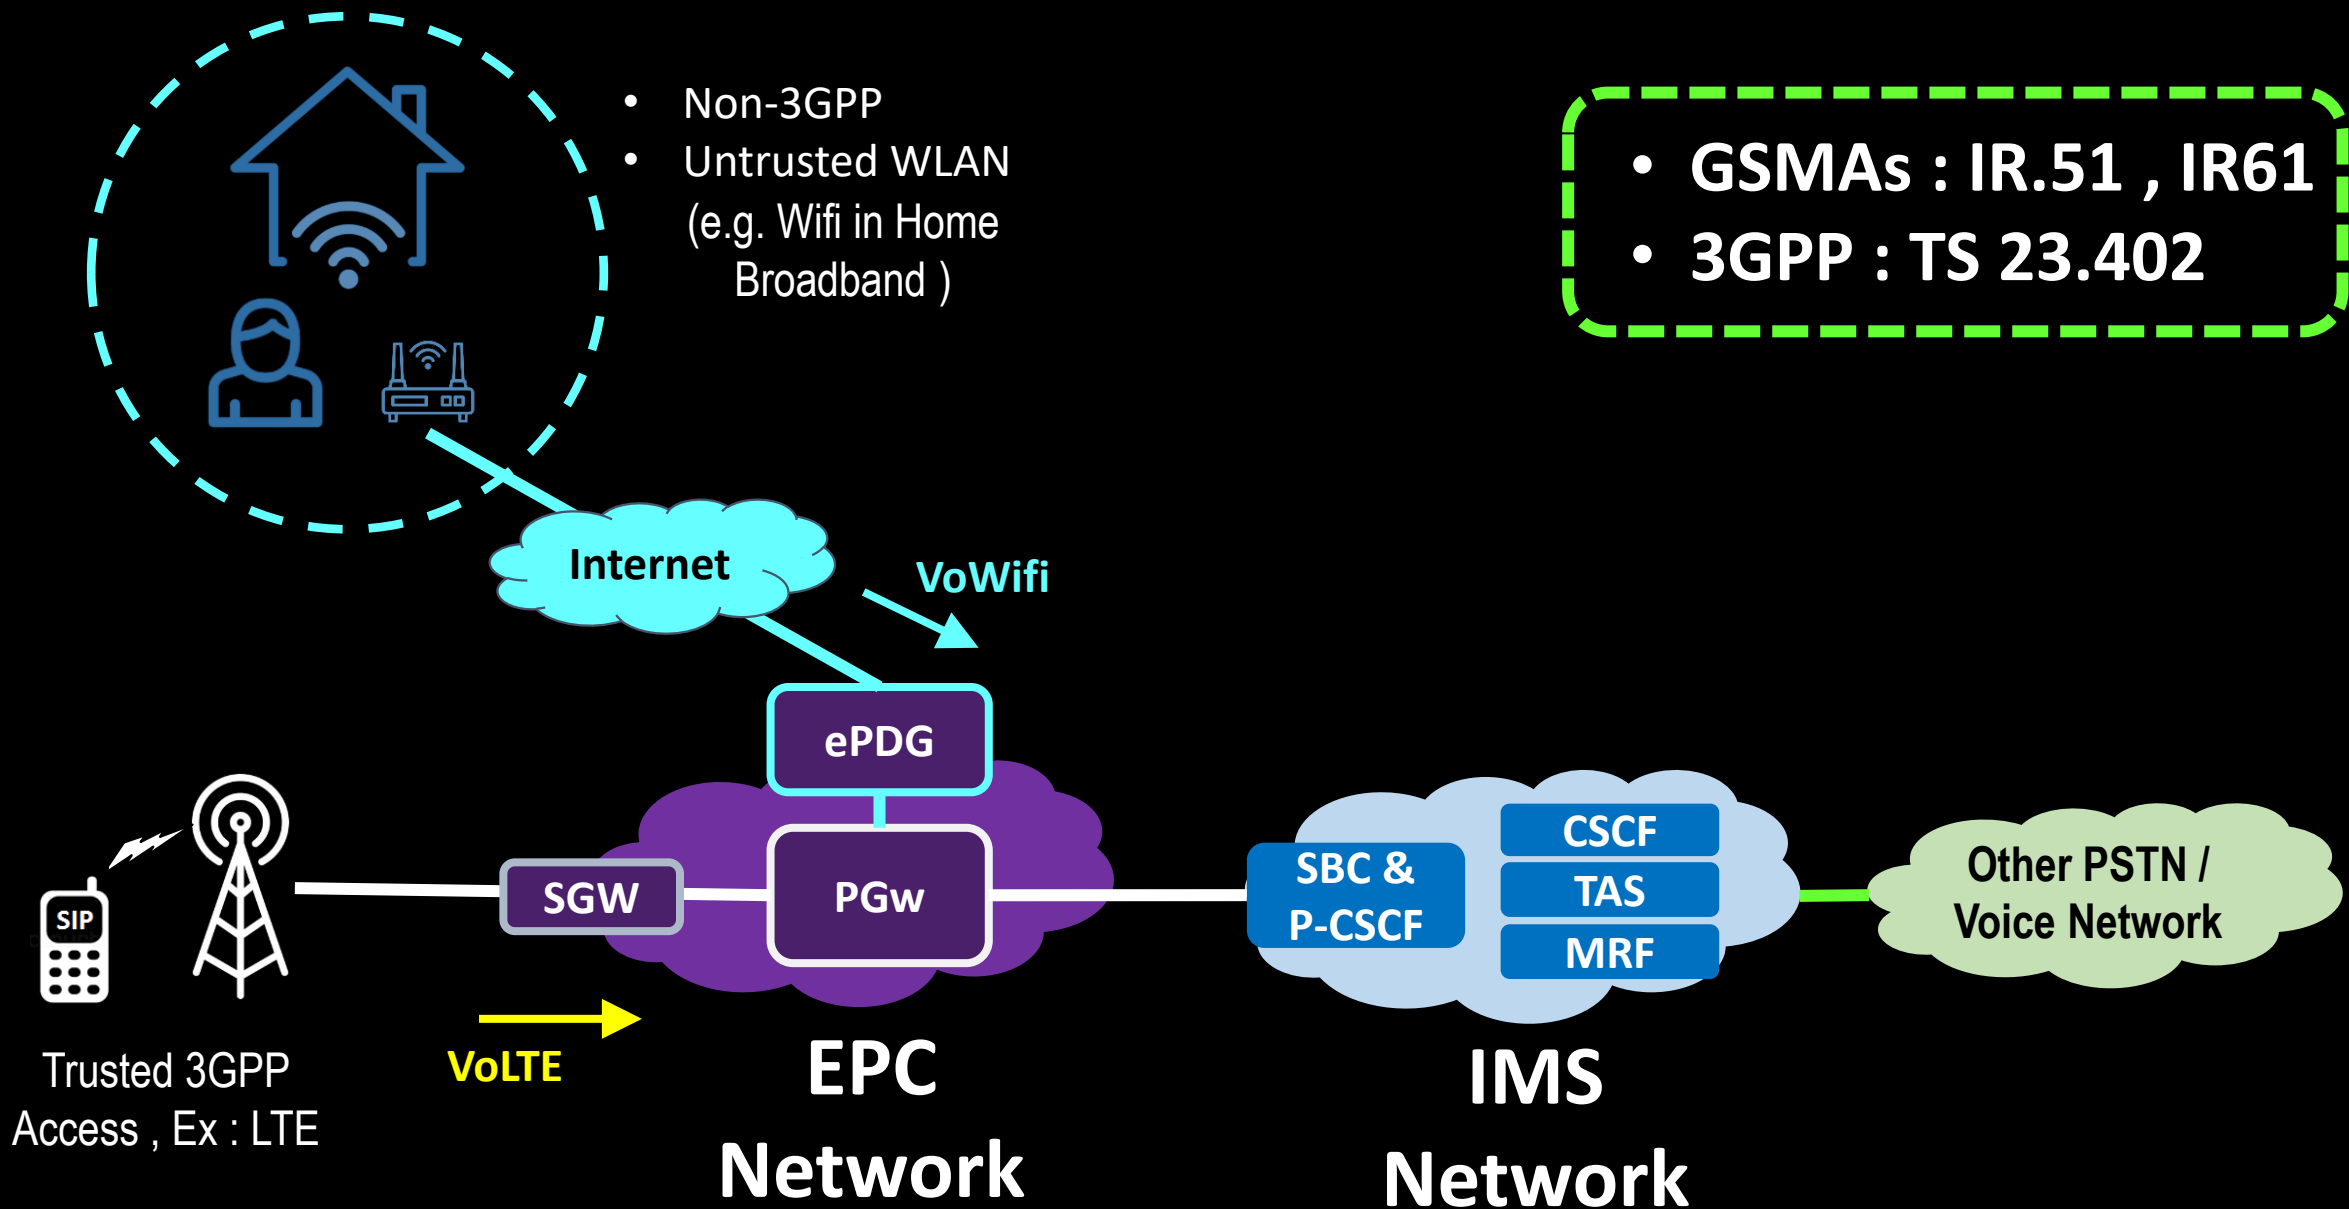 • Non-3GPP
• Untrusted WLAN
(e.g. Wifi in Home
Broadband )
• GSMAs : IR.51 , IR61
• 3GPP : TS 23.402
Internet
VoWifi
ePDG
SGW
PGw
SBC &
P-CSCF
CSCF
TAS
MRF
Other PSTN /
Voice Network
SIP
Trusted 3GPP
Access , Ex : LTE
VoLTE
EPC
Network
IMS
Network